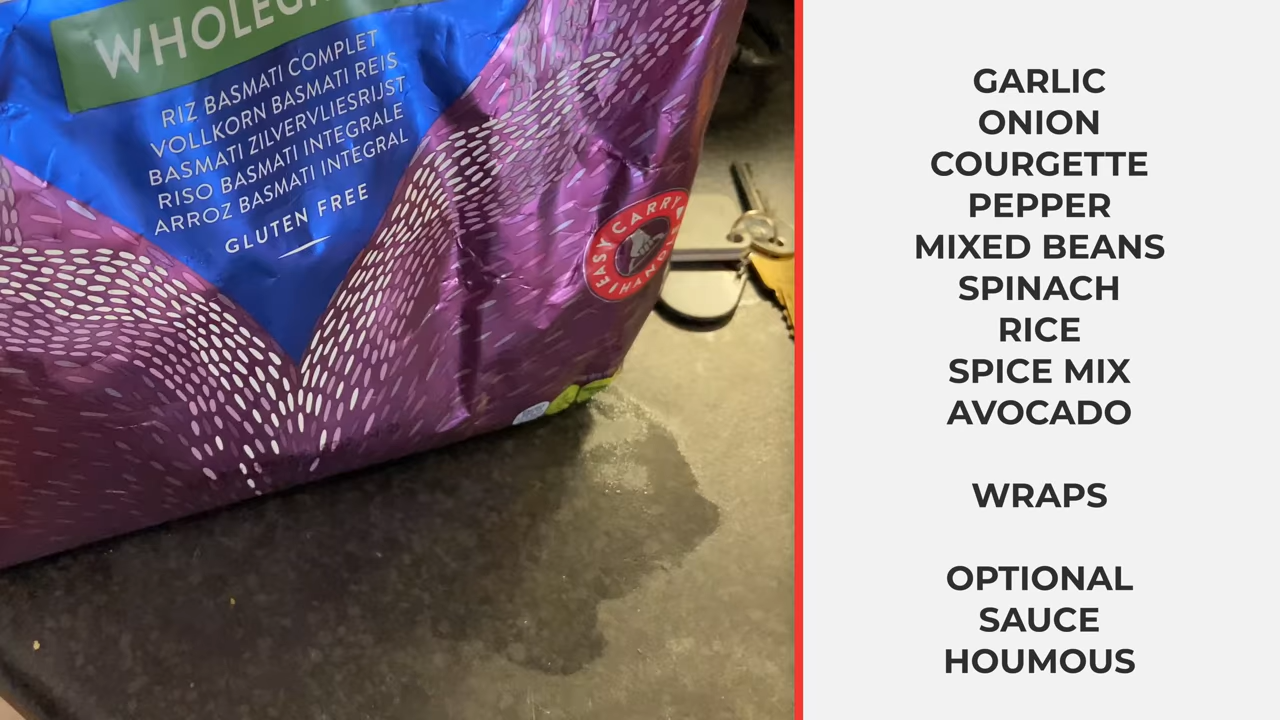 WHOLEGR
RIZ BASMATI COMPLET
VOLLKORN BASMATI REIS
BASMATI ZILVERVLIESRIJST
RISO BASMATI INTEGRALE
ARROZ BASMATI INTEGRAL
GLUTEN FREE
EASY CARRY HANDLE
GARLIC
ONION
COURGETTE
PEPPER
MIXED BEANS
SPINACH
RICE
SPICE MIX
AVOCADO
WRAPS
OPTIONAL
SAUCE
HOUMOUS